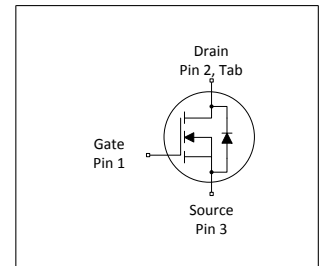 Drain
Pin 2, Tab
Gate
Pin 1
Source
Pin 3